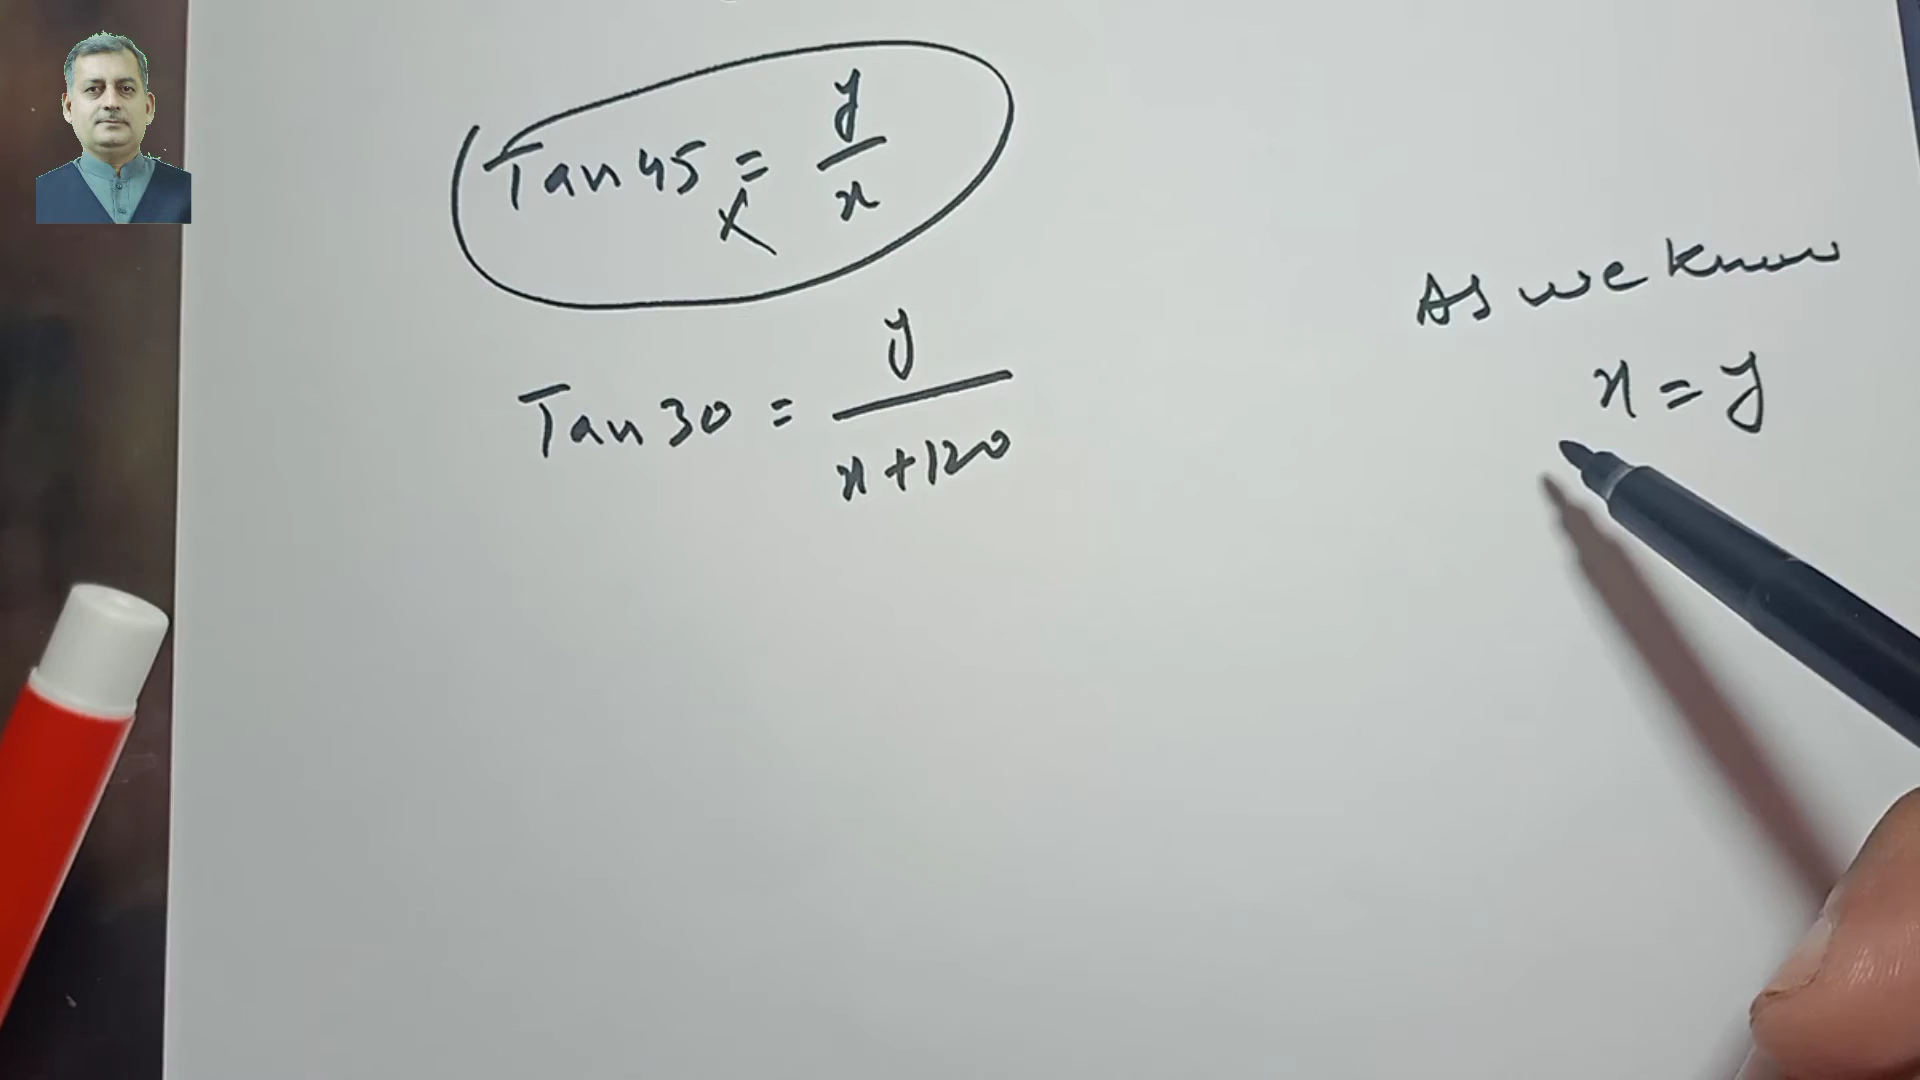 Tan 45 = y/x
x
Tan 30 = y/x+120
As we know
x = y